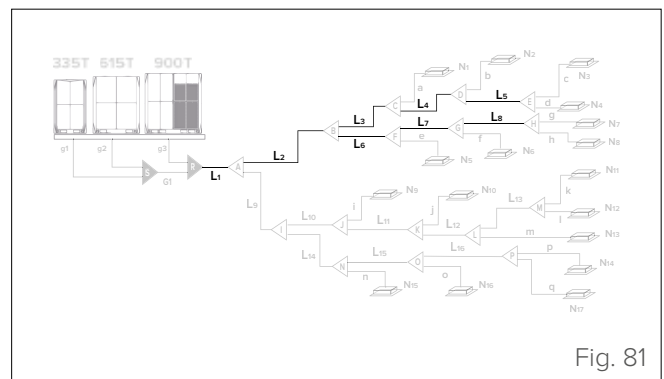 335T 615T 900T
N1
N2
N3
a
b
c
C
D
E
L3
L4
L5
d
N4
L2
B
L6
L7
L8
g
N7
G
H
e
f
h
N8
N5
N6
g1
g2
g3
S
R
G1
L1
A
L9
N9
N10
N11
i
j
k
L10
L11
L12
L13
I
J
K
L
M
l
N12
m
N13
L14
L15
L16
N
O
P
p
N14
n
o
q
N15
N16
N17
Fig. 81